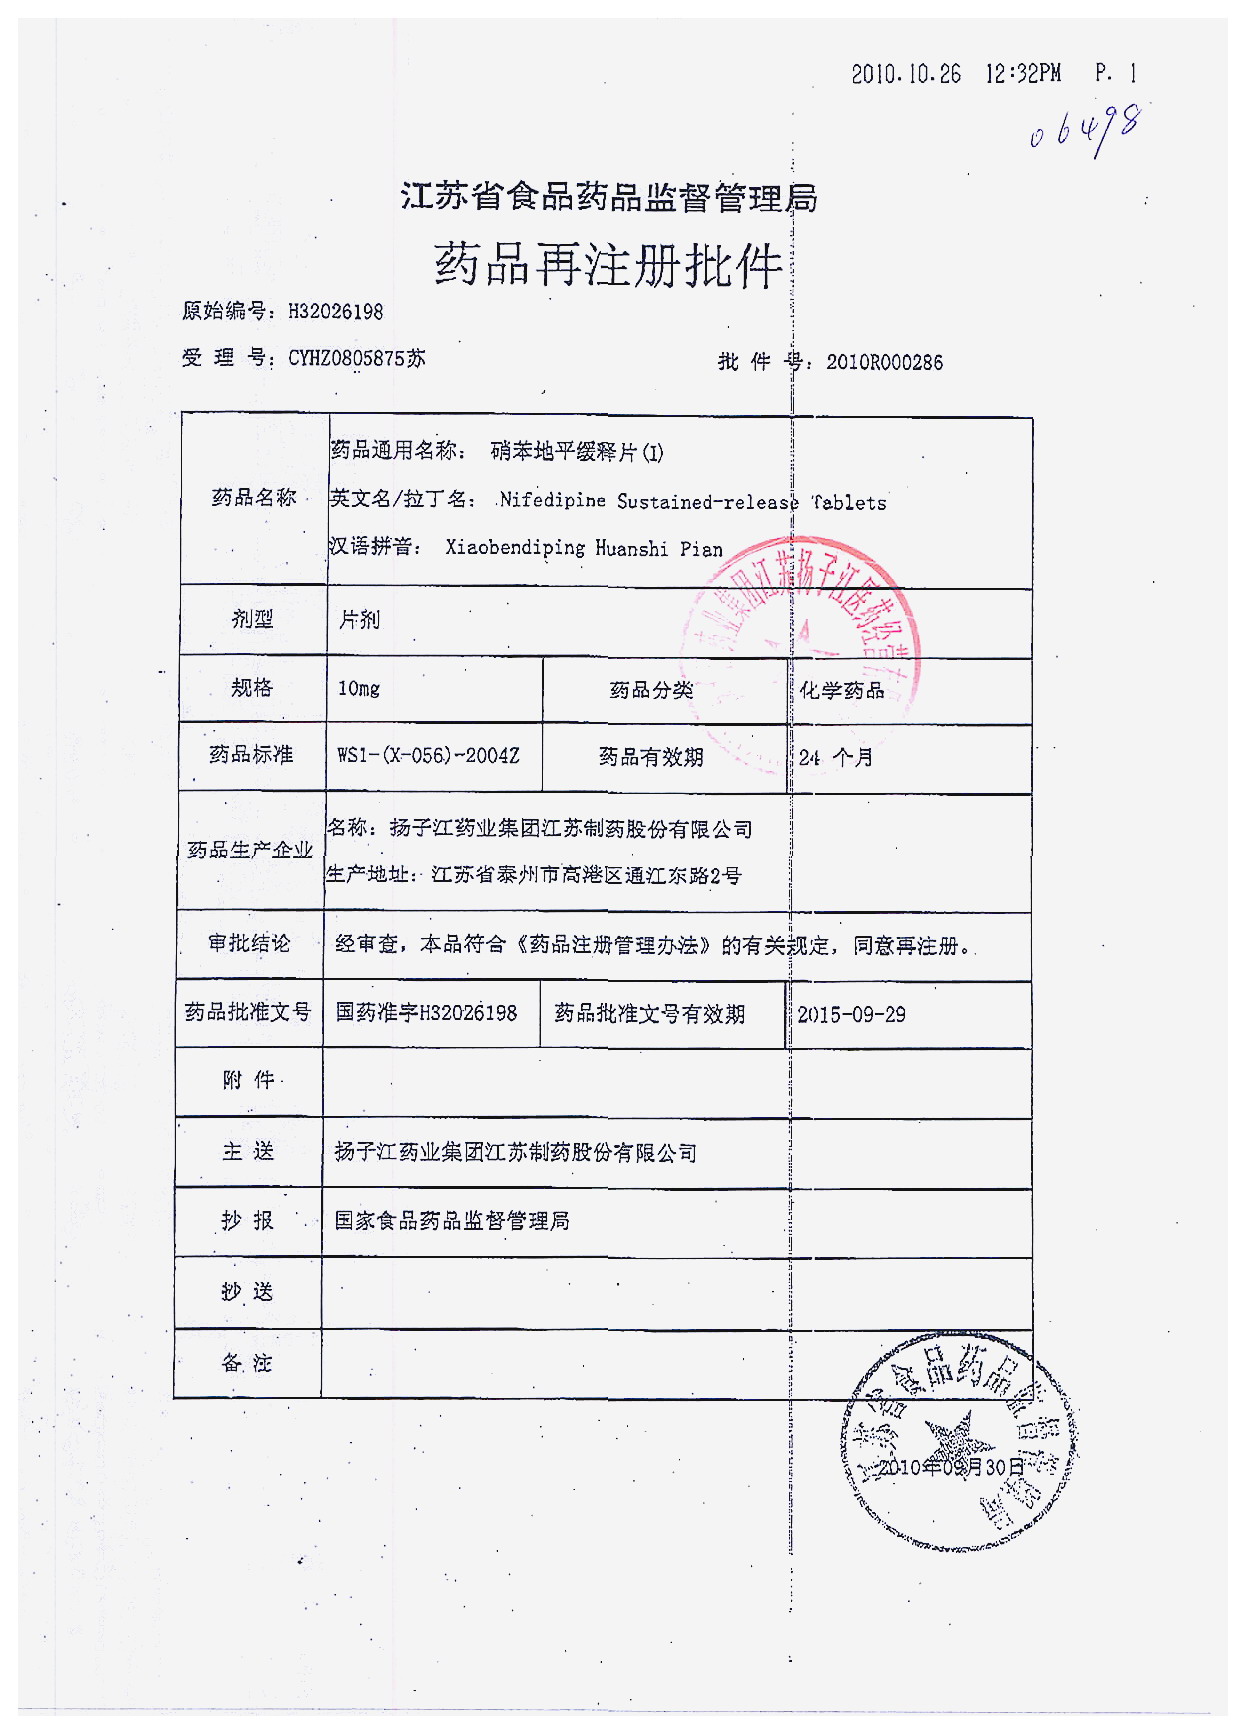 2010.10.26 12:32PM P. 1
06498
江苏省食品药品监督管理局
药品再注册批件
原始编号：H32026198
受 理 号：CYHZ0805875苏 批 件 号：2010R000286
药品名称
药品通用名称： 硝苯地平缓释片(I)
英文名/拉丁名： Nifedipine Sustained-release Tablets
汉语拼音： Xiaobendiping Huanshi Pian
剂型 片剂
规格 10mg 药品分类 化学药品
药品标准 WS1-(X-056)-2004Z 药品有效期 24 个月
药品生产企业
名称：扬子江药业集团江苏制药股份有限公司
生产地址：江苏省泰州市高港区通江东路2号
审批结论 经审查，本品符合《药品注册管理办法》的有关规定，同意再注册。
药品批准文号 国药准字H32026198 药品批准文号有效期 2015-09-29
附 件
主 送 扬子江药业集团江苏制药股份有限公司
抄 报 国家食品药品监督管理局
抄 送
备 注
江苏省食品药品监督管理局
2010年09月30日
业集团江苏扬子江医药经营